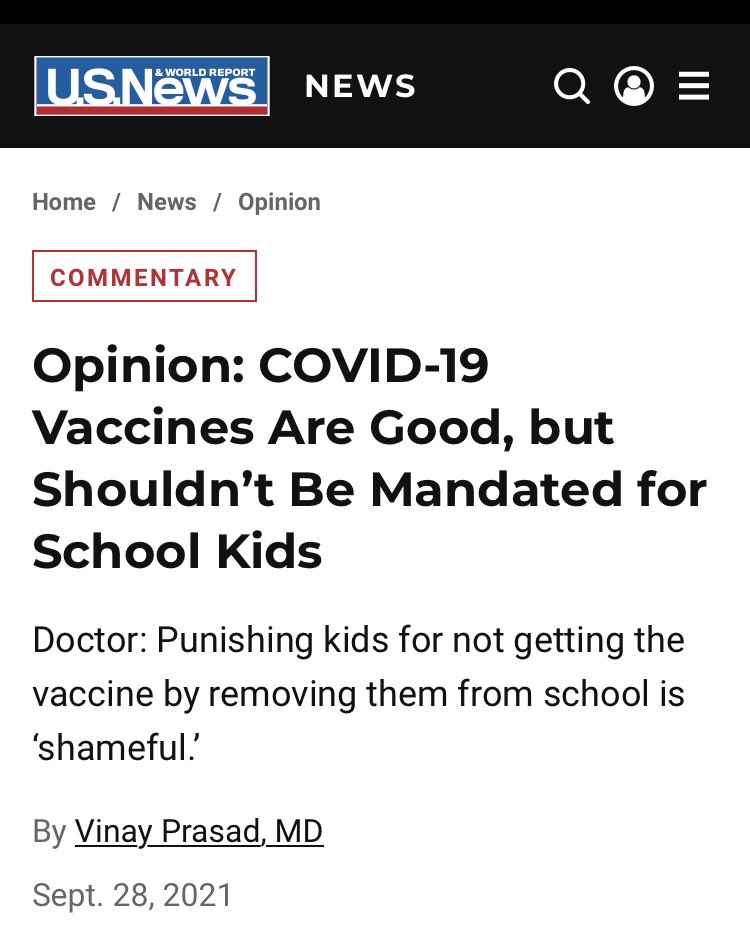 U.S.News
& WORLD REPORT
NEWS
Home / News / Opinion
COMMENTARY
Opinion: COVID-19
Vaccines Are Good, but
Shouldn’t Be Mandated for
School Kids
Doctor: Punishing kids for not getting the
vaccine by removing them from school is
‘shameful.’
By Vinay Prasad, MD
Sept. 28, 2021